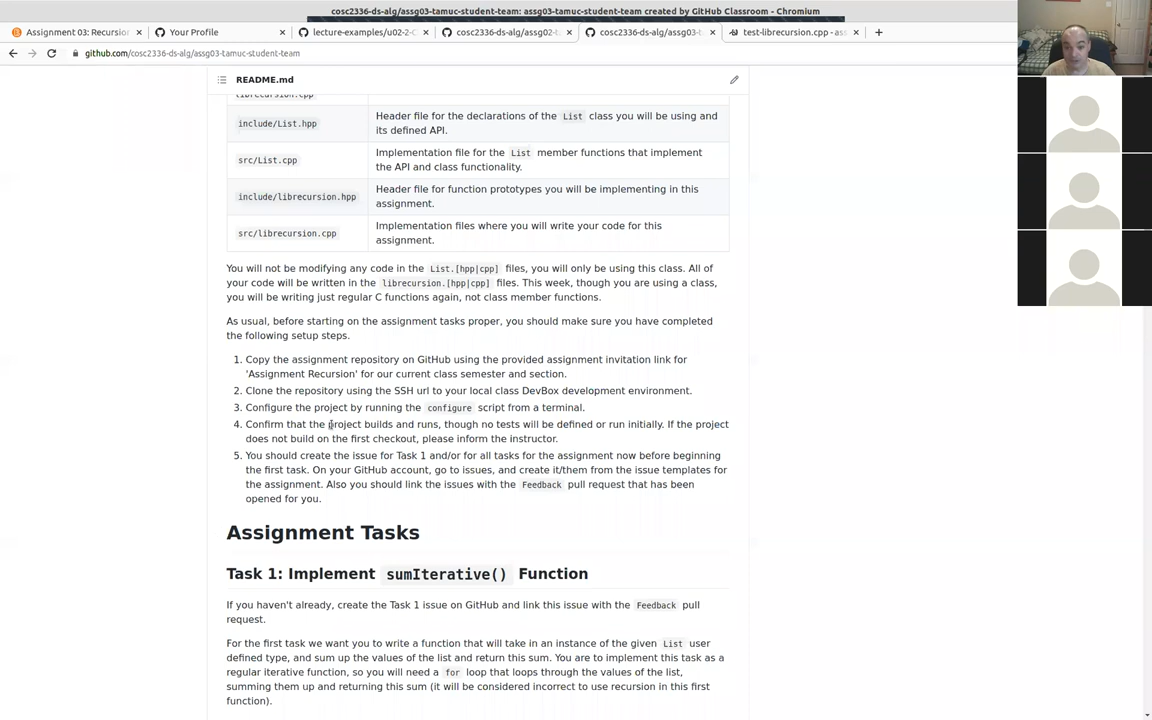 cosc2336-ds-alg/assg03-tamuc-student-team: assg03-tamuc-student-team created by GitHub Classroom - Chromium
Assignment 03: Recursio
Your Profile
lecture-examples/u02-2-C
cosc2336-ds-alg/assg02-t
cosc2336-ds-alg/assg03-t
test-librecursion.cpp - ass
github.com/cosc2336-ds-alg/assg03-tamuc-student-team
README.md
librecursion.cpp
include/List.hpp
Header file for the declarations of the List class you will be using and
its defined API.
src/List.cpp
Implementation file for the List member functions that implement
the API and class functionality.
include/librecursion.hpp
Header file for function prototypes you will be implementing in this
assignment.
src/librecursion.cpp
Implementation files where you will write your code for this
assignment.
You will not be modifying any code in the List.[hpp|cpp] files, you will only be using this class. All of
your code will be written in the librecursion.[hpp|cpp] files. This week, though you are using a class,
you will be writing just regular C functions again, not class member functions.
As usual, before starting on the assignment tasks proper, you should make sure you have completed
the following setup steps.
1. Copy the assignment repository on GitHub using the provided assignment invitation link for
'Assignment Recursion' for our current class semester and section.
2. Clone the repository using the SSH url to your local class DevBox development environment.
3. Configure the project by running the configure script from a terminal.
4. Confirm that the project builds and runs, though no tests will be defined or run initially. If the project
does not build on the first checkout, please inform the instructor.
5. You should create the issue for Task 1 and/or for all tasks for the assignment now before beginning
the first task. On your GitHub account, go to issues, and create it/them from the issue templates for
the assignment. Also you should link the issues with the Feedback pull request that has been
opened for you.
Assignment Tasks
Task 1: Implement sumIterative() Function
If you haven't already, create the Task 1 issue on GitHub and link this issue with the Feedback pull
request.
For the first task we want you to write a function that will take in an instance of the given List user
defined type, and sum up the values of the list and return this sum. You are to implement this task as a
regular iterative function, so you will need a for loop that loops through the values of the list,
summing them up and returning this sum (it will be considered incorrect to use recursion in this first
function).